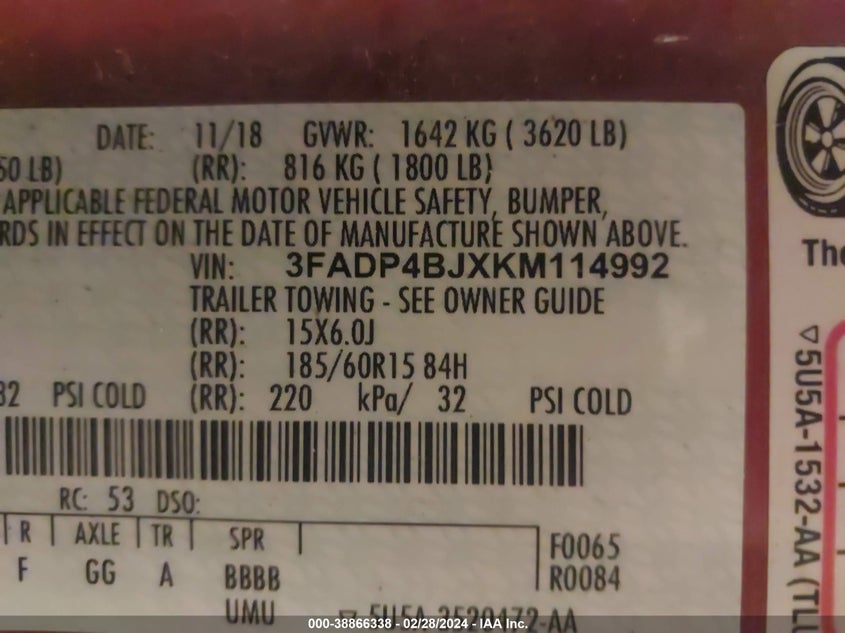 DATE: 11/18 GVWR: 1642 KG ( 3620 LB)
50 LB) (RR): 816 KG ( 1800 LB)
APPLICABLE FEDERAL MOTOR VEHICLE SAFETY, BUMPER,
RDS IN EFFECT ON THE DATE OF MANUFACTURE SHOWN ABOVE.
VIN: 3FADP4BJXKM114992
TRAILER TOWING - SEE OWNER GUIDE
(RR): 15X6.0J
(RR): 185/60R15 84H
32 PSI COLD (RR): 220 kPa/ 32 PSI COLD
RC: 53 DSO:
R AXLE TR SPR
F GG A BBBB
F0065
R0084
UMU ▽ 5U5A-3520472-AA
The
▽5U5A-1532-AA (TLU
000-38866338 - 02/28/2024 - IAA Inc.